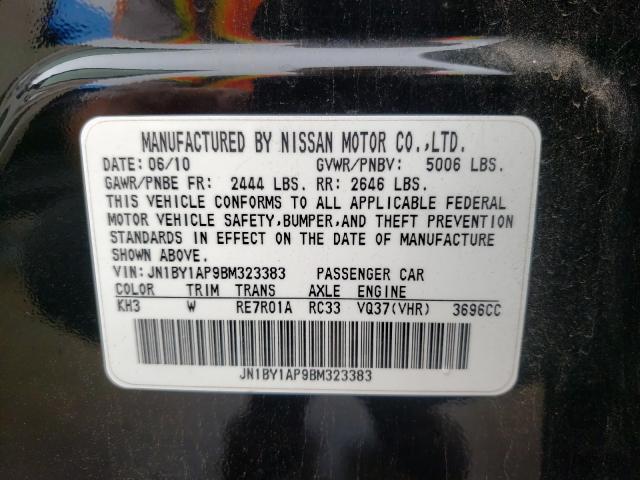 MANUFACTURED BY NISSAN MOTOR CO.,LTD.
DATE: 06/10 GVWR/PNBV: 5006 LBS.
GAWR/PNBE FR: 2444 LBS. RR: 2646 LBS.
THIS VEHICLE CONFORMS TO ALL APPLICABLE FEDERAL
MOTOR VEHICLE SAFETY,BUMPER,AND THEFT PREVENTION
STANDARDS IN EFFECT ON THE DATE OF MANUFACTURE
SHOWN ABOVE.
VIN: JN1BY1AP9BM323383 PASSENGER CAR
COLOR TRIM TRANS AXLE ENGINE
KH3 W RE7R01A RC33 VQ37(VHR) 3696CC
JN1BY1AP9BM323383